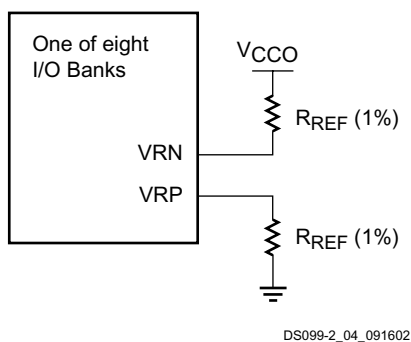 One of eight
I/O Banks
VCCO
RREF (1%)
VRN
VRP
RREF (1%)
DS099-2_04_091602